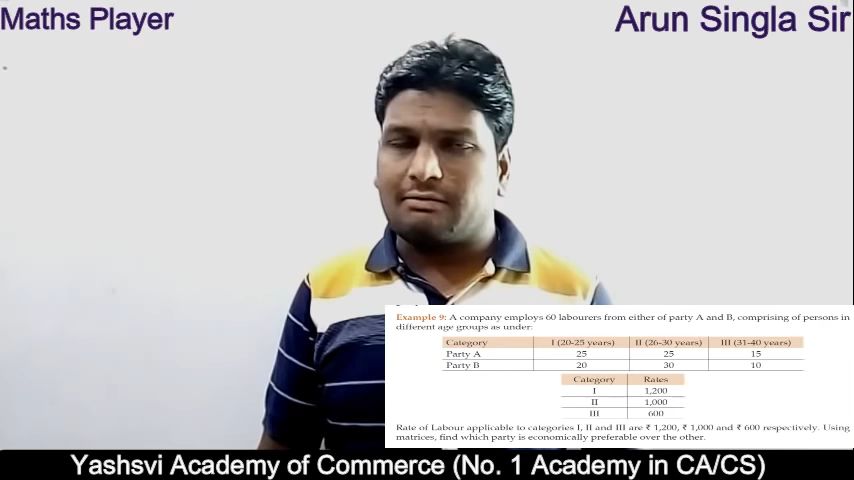 Maths Player
Arun Singla Sir
Example 9: A company employs 60 labourers from either of party A and B, comprising of persons in
different age groups as under:
Category I (20-25 years) II (26-30 years) III (31-40 years)
Party A 25 25 15
Party B 20 30 10
Category Rates
I 1,200
II 1,000
III 600
Rate of Labour applicable to categories I, II and III are ₹ 1,200, ₹ 1,000 and ₹ 600 respectively. Using
matrices, find which party is economically preferable over the other.
Yashsvi Academy of Commerce (No. 1 Academy in CA/CS)